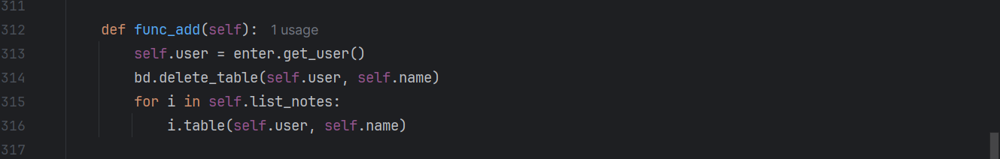 311
312 def func_add(self): 1 usage
313 self.user = enter.get_user()
314 bd.delete_table(self.user, self.name)
315 for i in self.list_notes:
316 i.table(self.user, self.name)
317